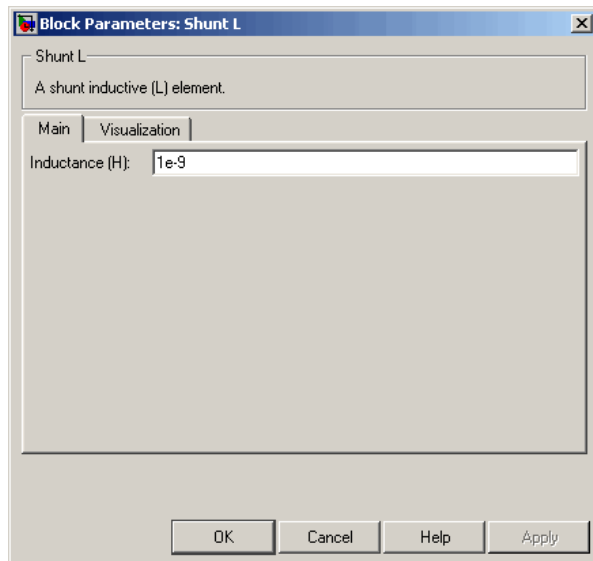 Block Parameters: Shunt L
Shunt L
A shunt inductive (L) element.
Main Visualization
Inductance (H): 1e-9
OK Cancel Help Apply